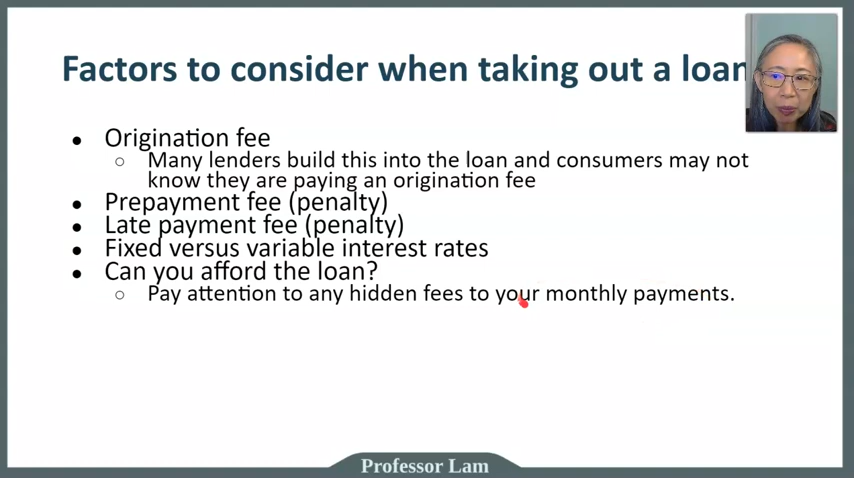 Factors to consider when taking out a loan
● Origination fee
○ Many lenders build this into the loan and consumers may not
know they are paying an origination fee
● Prepayment fee (penalty)
● Late payment fee (penalty)
● Fixed versus variable interest rates
● Can you afford the loan?
○ Pay attention to any hidden fees to your monthly payments.
Professor Lam